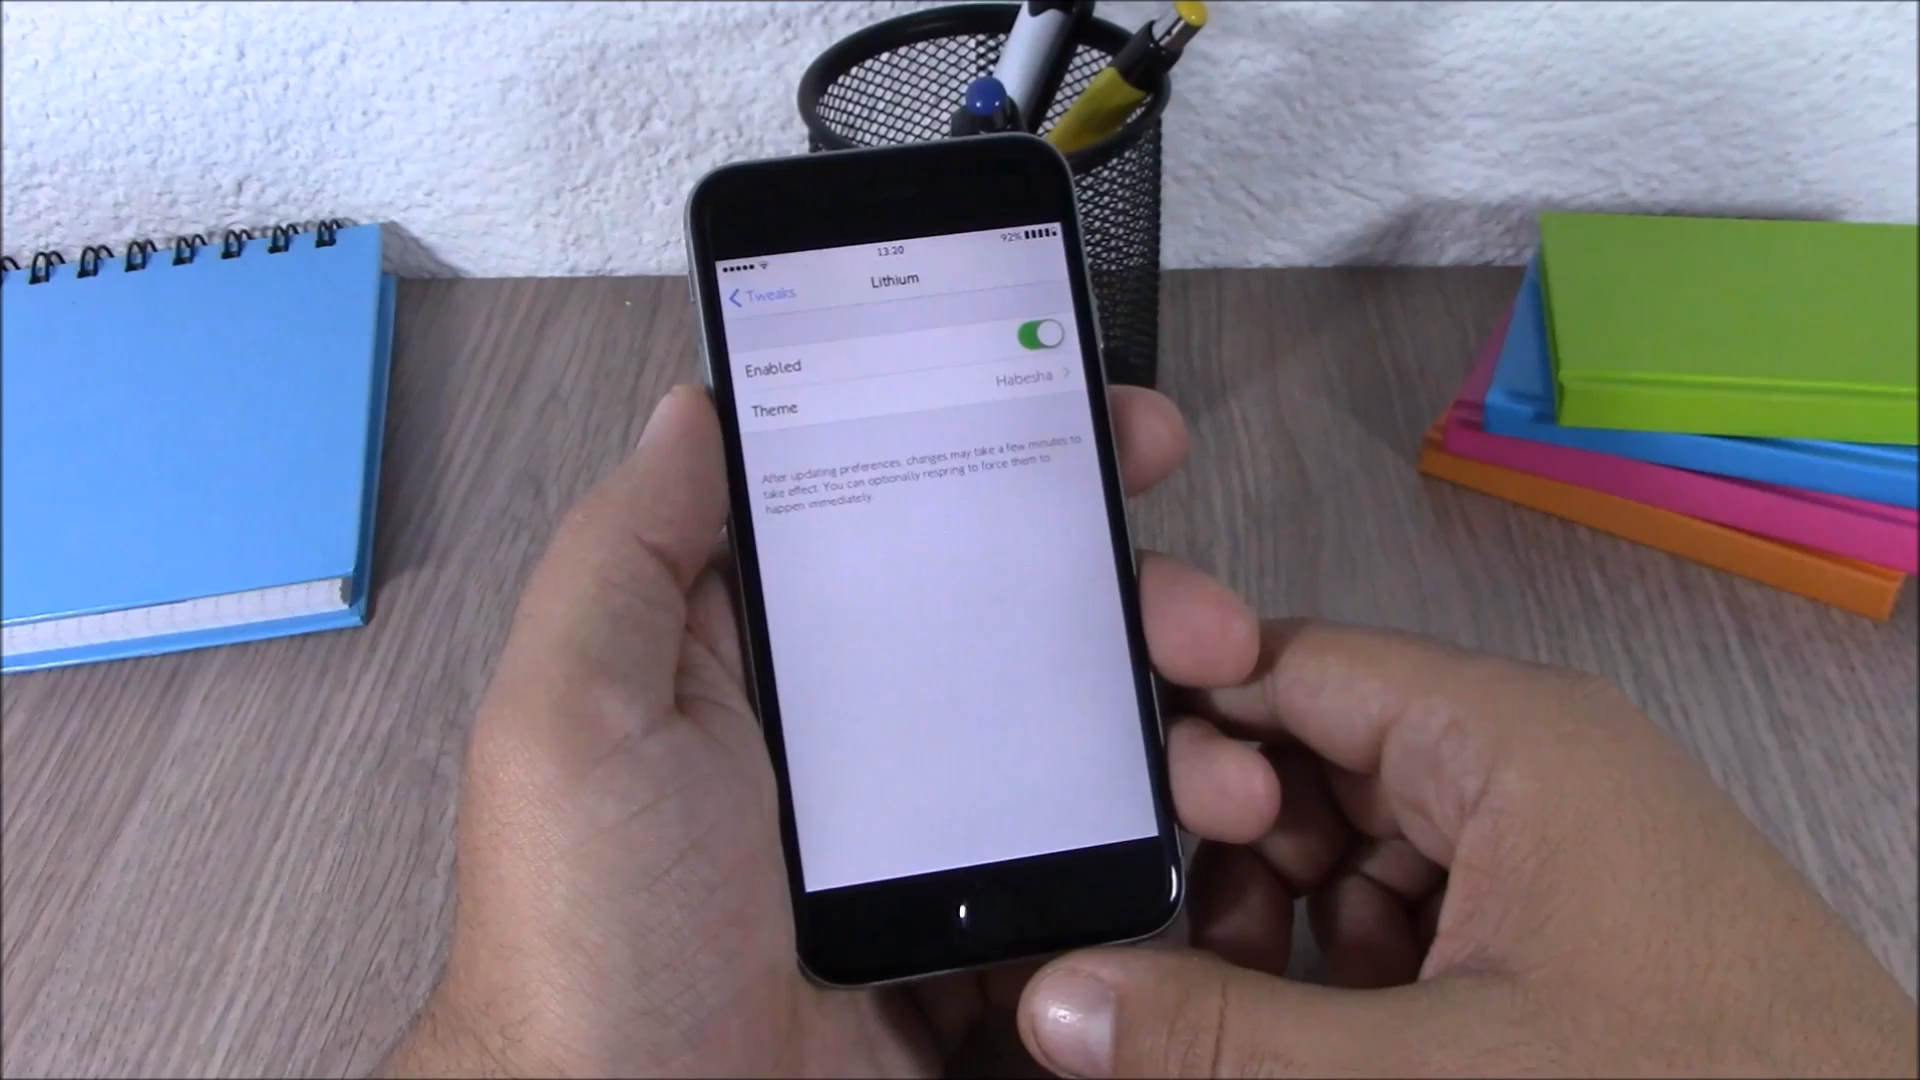 13:20
92%
Tweaks
Lithium
Enabled
Theme
Habesha
After updating preferences, changes may take a few minutes to
take effect. You can optionally respring to force them to
happen immediately.